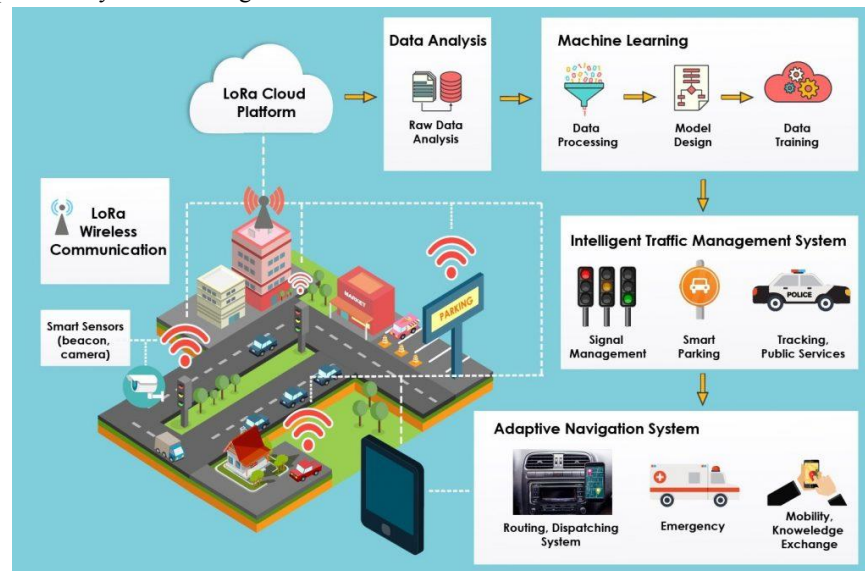 LoRa Cloud
Platform
Data Analysis
Raw Data
Analysis
Machine Learning
Data
Processing
Model
Design
Data
Training
LoRa
Wireless
Communication
Smart Sensors
(beacon,
camera)
MARKET
PARKING
Intelligent Traffic Management System
Signal
Management
Smart
Parking
POLICE
Tracking,
Public Services
Adaptive Navigation System
Routing, Dispatching
System
Emergency
Mobility,
Knoweledge
Exchange